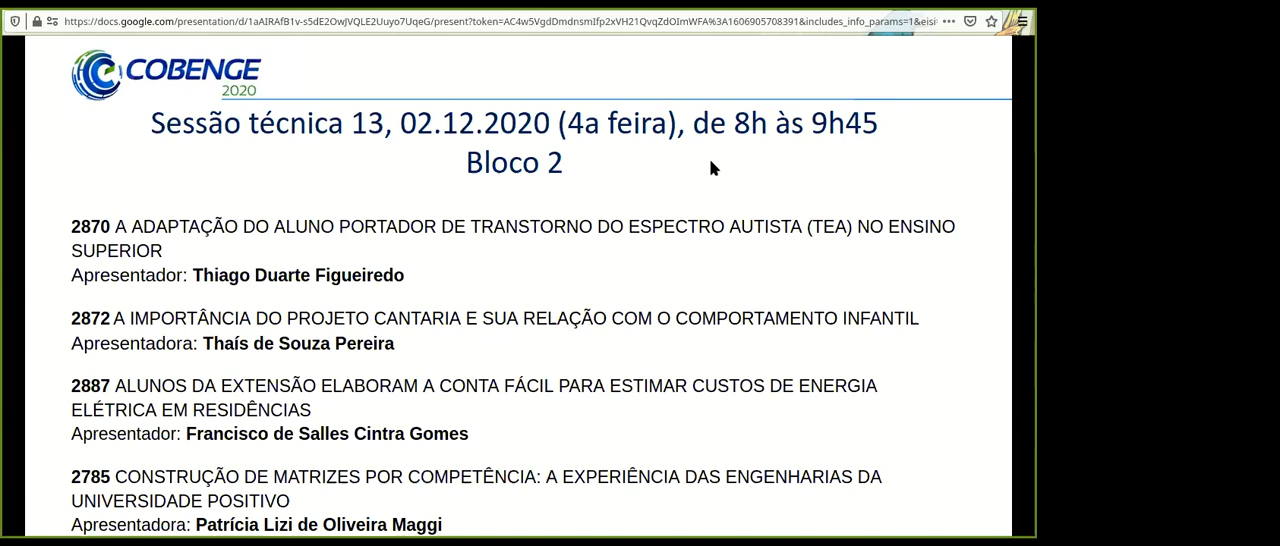 https://docs.google.com/presentation/d/1aAIRAfB1v-s5dE2OwJVQLE2Uuyo7UqeG/present?token=AC4w5VgdDmdnsmIfp2xVH21QvqZdOImWFA%3A1606905708391&includes_info_params=1&eisi
COBENGE
2020
Sessão técnica 13, 02.12.2020 (4a feira), de 8h às 9h45
Bloco 2
2870 A ADAPTAÇÃO DO ALUNO PORTADOR DE TRANSTORNO DO ESPECTRO AUTISTA (TEA) NO ENSINO
SUPERIOR
Apresentador: Thiago Duarte Figueiredo
2872 A IMPORTÂNCIA DO PROJETO CANTARIA E SUA RELAÇÃO COM O COMPORTAMENTO INFANTIL
Apresentadora: Thaís de Souza Pereira
2887 ALUNOS DA EXTENSÃO ELABORAM A CONTA FÁCIL PARA ESTIMAR CUSTOS DE ENERGIA
ELÉTRICA EM RESIDÊNCIAS
Apresentador: Francisco de Salles Cintra Gomes
2785 CONSTRUÇÃO DE MATRIZES POR COMPETÊNCIA: A EXPERIÊNCIA DAS ENGENHARIAS DA
UNIVERSIDADE POSITIVO
Apresentadora: Patrícia Lizi de Oliveira Maggi